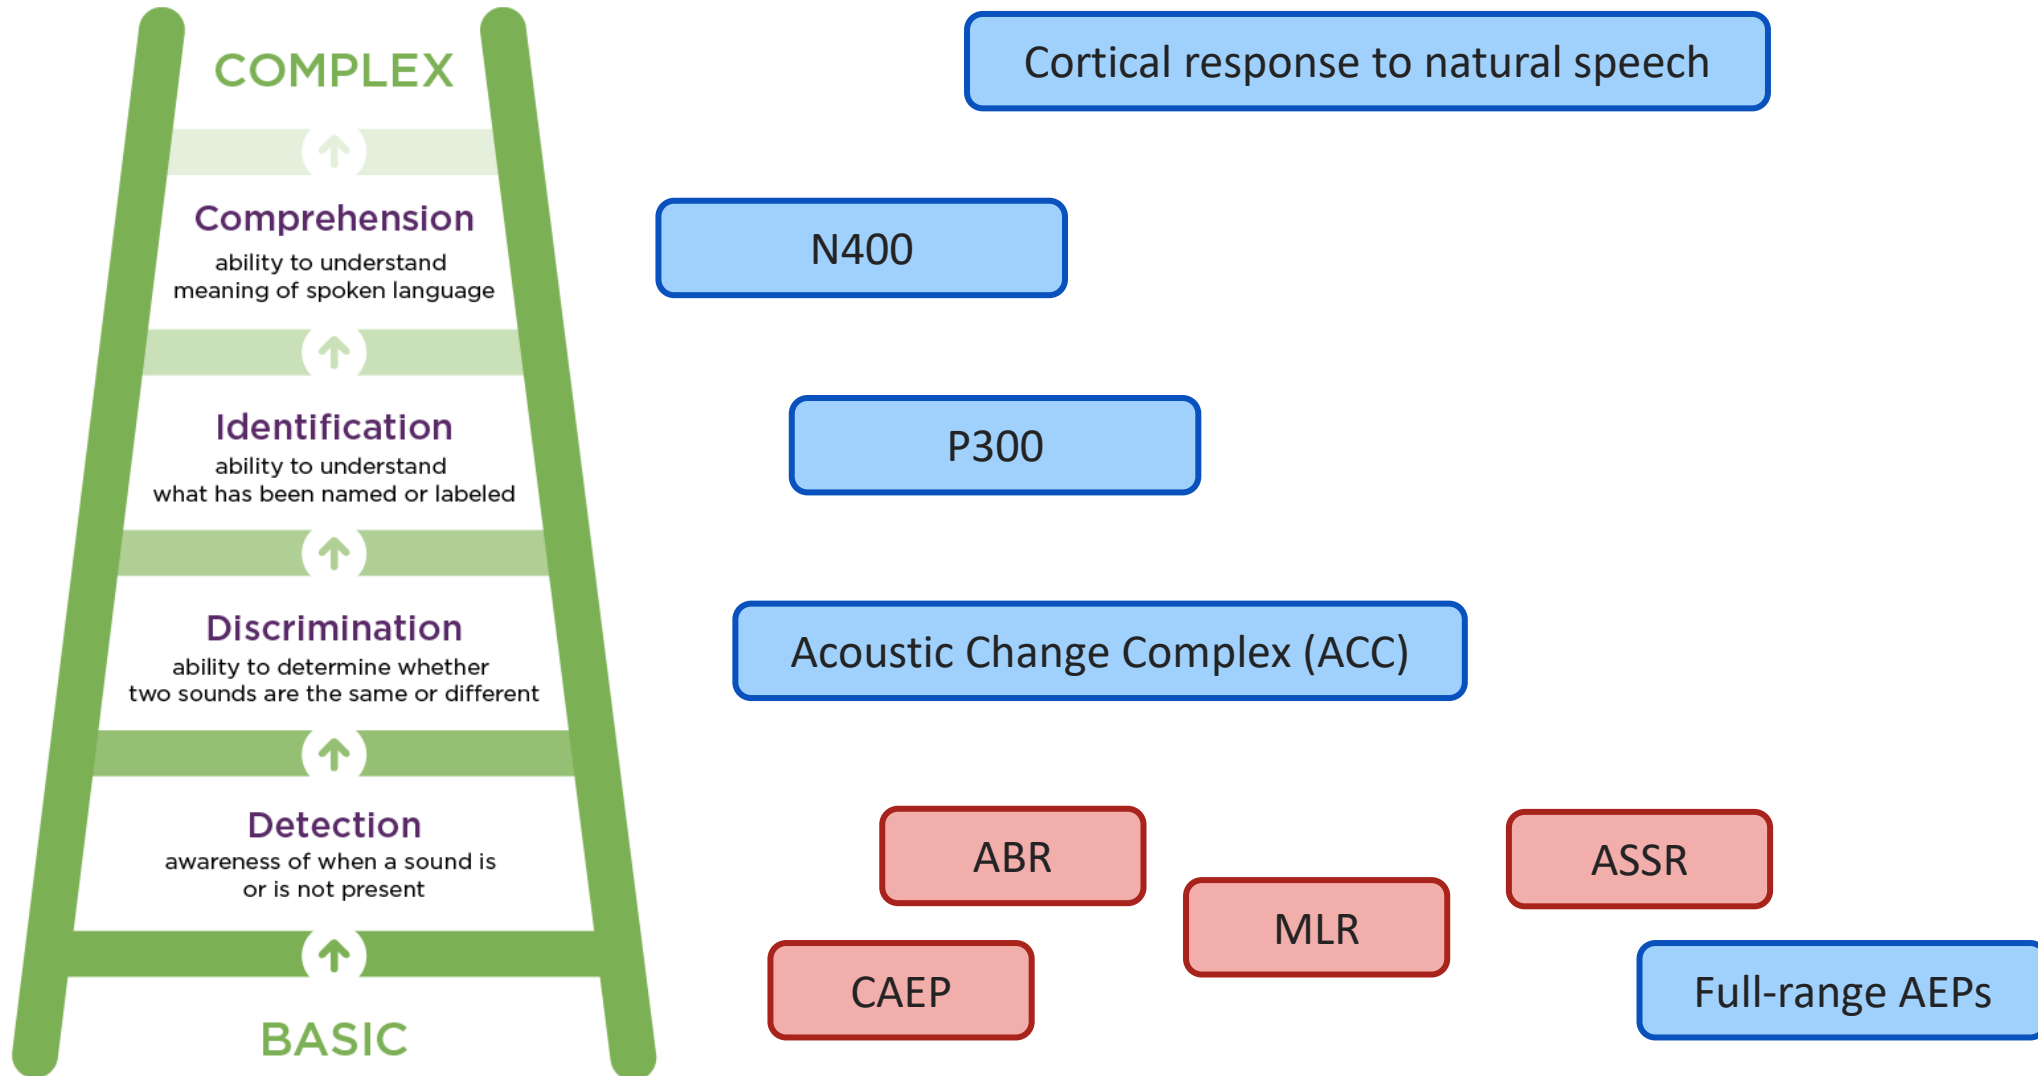 COMPLEX
Cortical response to natural speech
Comprehension
ability to understand
meaning of spoken language
N400
Identification
ability to understand
what has been named or labeled
P300
Discrimination
ability to determine whether
two sounds are the same or different
Acoustic Change Complex (ACC)
Detection
awareness of when a sound is
or is not present
ABR
ASSR
MLR
CAEP
Full-range AEPs
BASIC